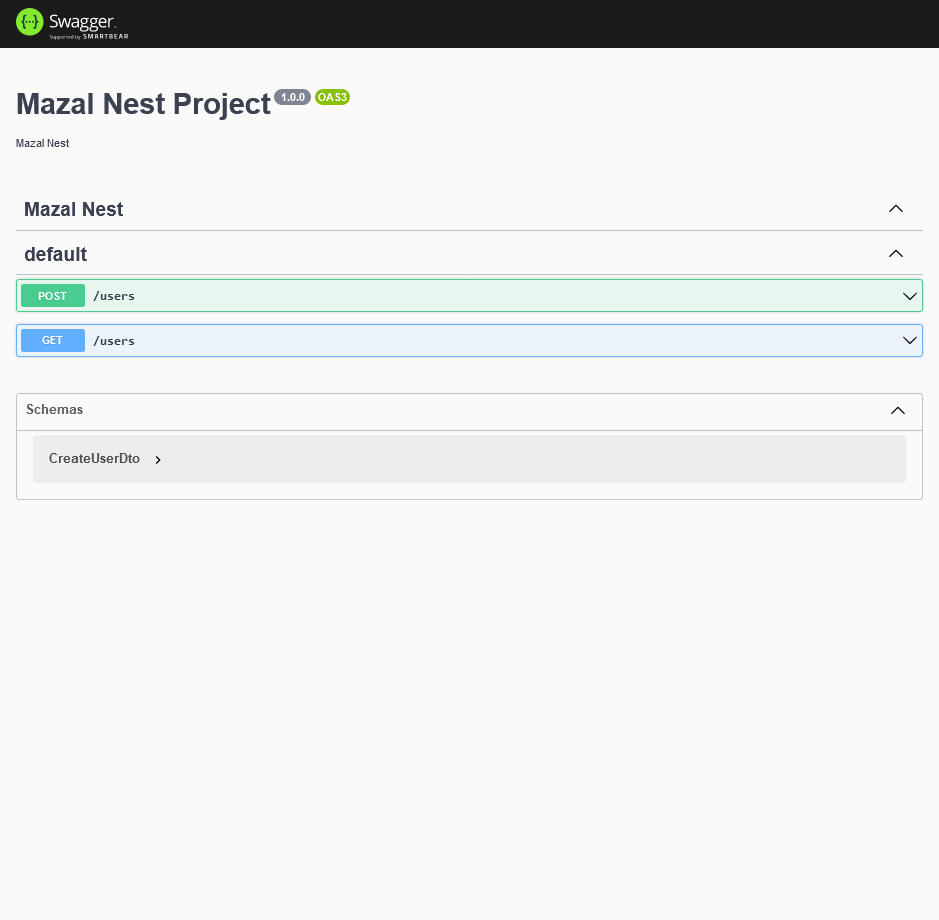 Swagger
Supported by SMARTBEAR
Mazal Nest Project 1.0.0 OAS3
Mazal Nest
Mazal Nest
default
POST /users
GET /users
Schemas
CreateUserDto